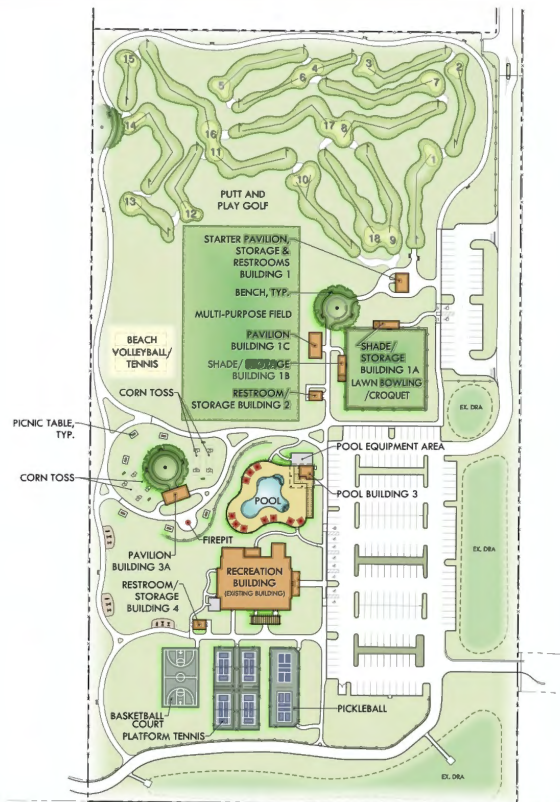 15
4
3
2
5
6
7
14
16
17
8
11
1
10
13
12
18
9
PUTT AND
PLAY GOLF
STARTER PAVILION,
STORAGE &
RESTROOMS
BUILDING 1
BENCH, TYP.
MULTI-PURPOSE FIELD
PAVILION
BUILDING 1C
SHADE/
STORAGE
BUILDING 1A
LAWN BOWLING
/CROQUET
SHADE/
BUILDING 1B
RESTROOM/
STORAGE BUILDING 2
BEACH
VOLLEYBALL/
TENNIS
CORN TOSS
EX. DRA
PICNIC TABLE,
TYP.
POOL EQUIPMENT AREA
CORN TOSS
POOL
POOL BUILDING 3
FIREPIT
EX. DRA
PAVILION
BUILDING 3A
RECREATION
BUILDING
(EXISTING BUILDING)
RESTROOM/
STORAGE
BUILDING 4
BASKETBALL
COURT
PLATFORM TENNIS
PICKLEBALL
EX. DRA